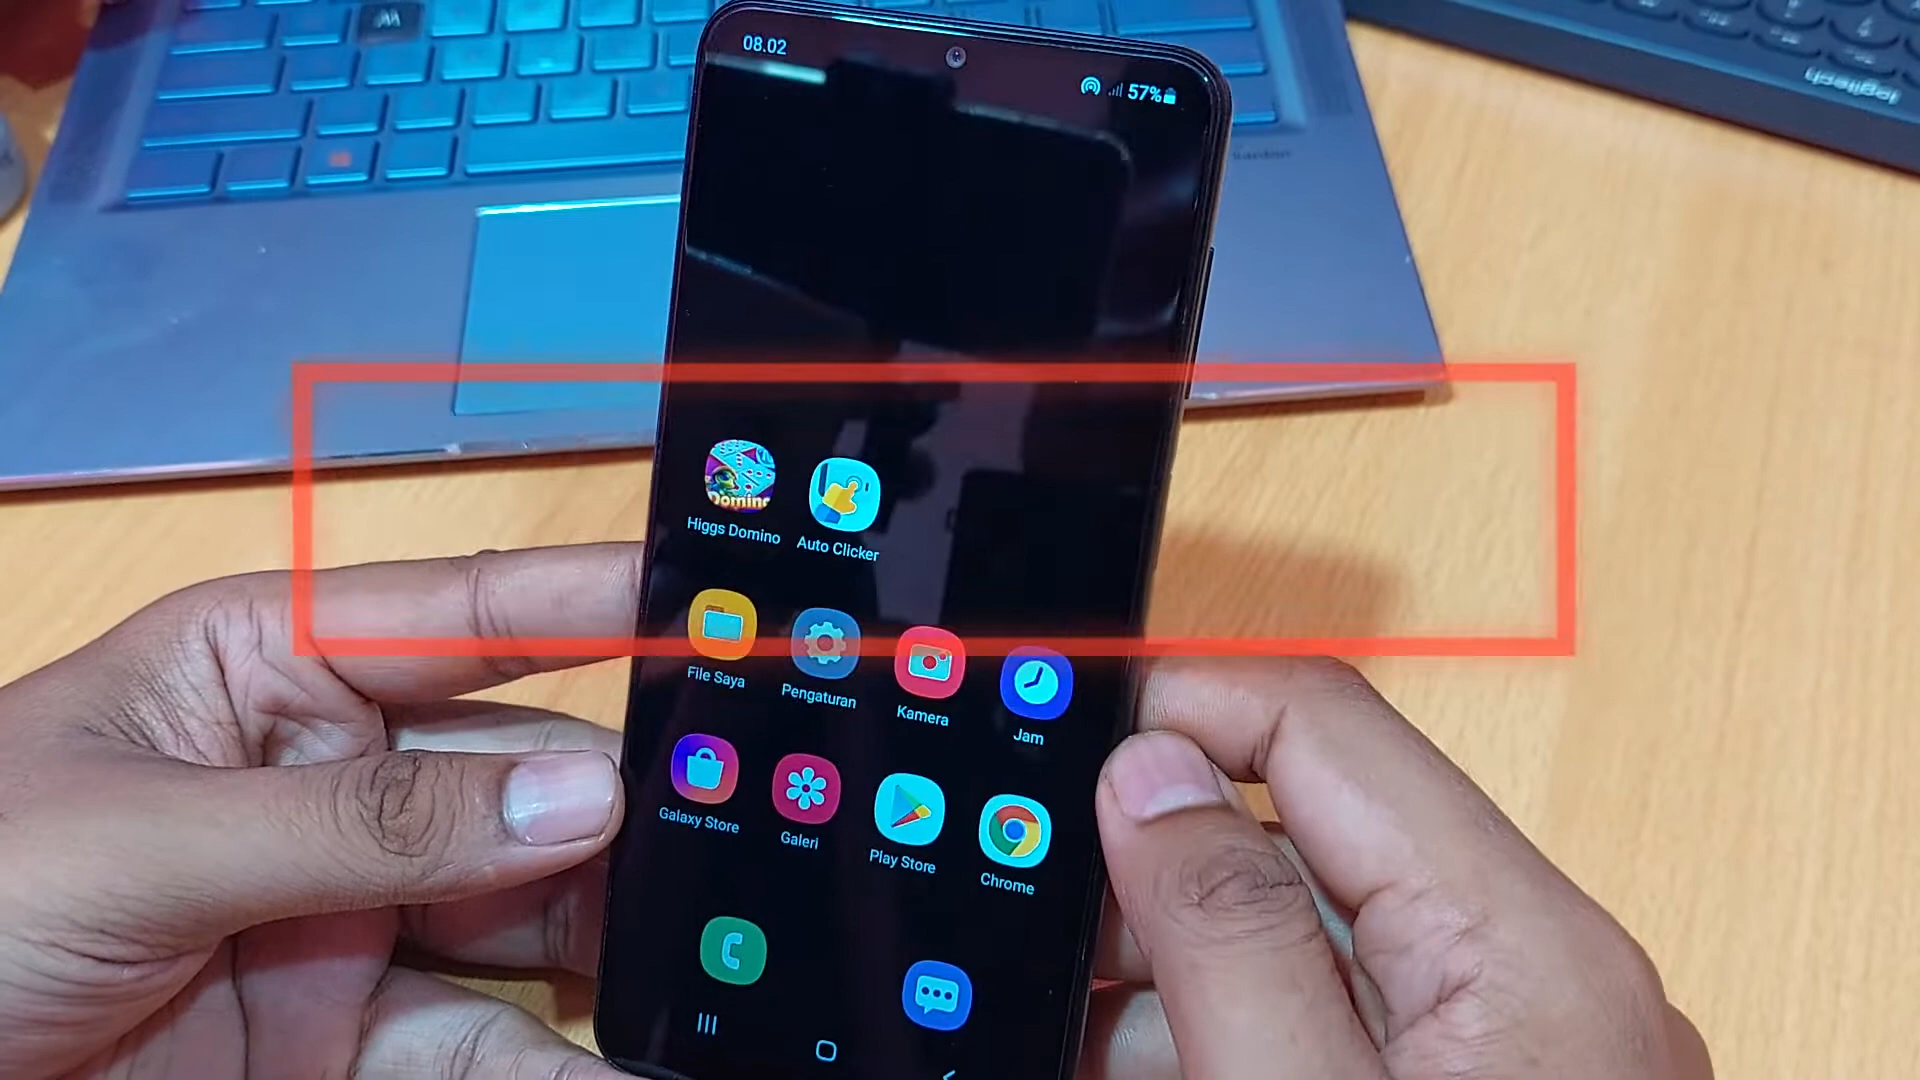 08.02
57%
logitech
Domino
Higgs Domino
Auto Clicker
File Saya
Pengaturan
Kamera
Jam
Galaxy Store
Galeri
Play Store
Chrome